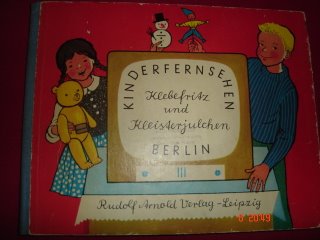 KINDERFERNSEHEN
Klebefritz
und
Kleisterjulchen
BERLIN
Rudolf Arnold Verlag - Leipzig